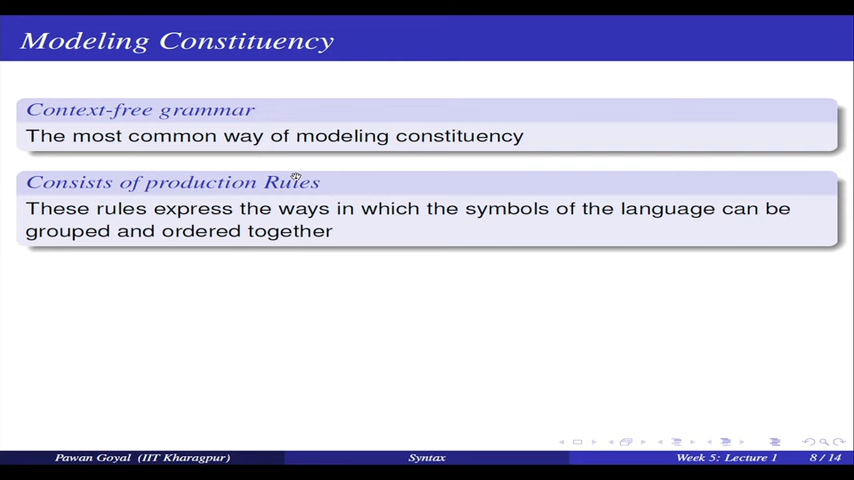 Modeling Constituency
Context-free grammar
The most common way of modeling constituency
Consists of production Rules
These rules express the ways in which the symbols of the language can be
grouped and ordered together
Pawan Goyal (IIT Kharagpur) Syntax Week 5: Lecture 1 8 / 14